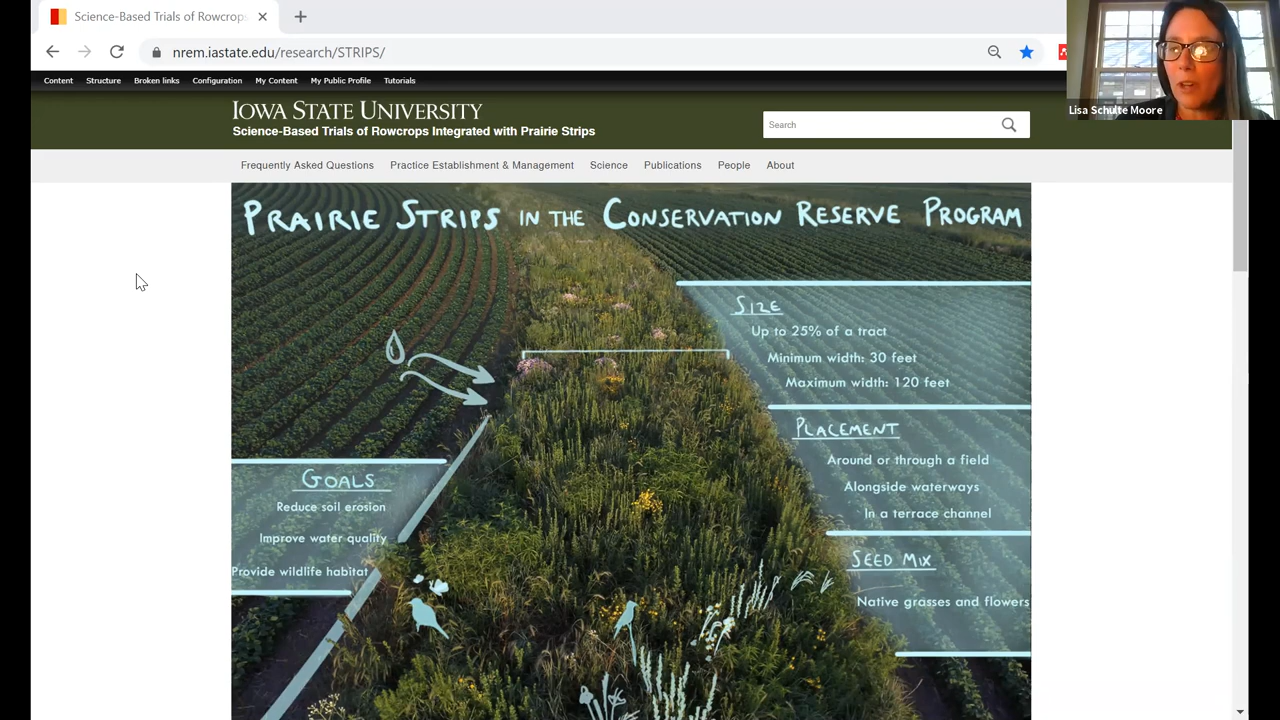 Science-Based Trials of Rowcrops
nrem.iastate.edu/research/STRIPS/
Content Structure Broken links Configuration My Content My Public Profile Tutorials
Lisa Schulte Moore
IOWA STATE UNIVERSITY
Science-Based Trials of Rowcrops Integrated with Prairie Strips
Search
Frequently Asked Questions Practice Establishment & Management Science Publications People About
PRAIRIE STRIPS IN THE CONSERVATION RESERVE PROGRAM
SIZE
Up to 25% of a tract
Minimum width: 30 feet
Maximum width: 120 feet
PLACEMENT
Around or through a field
Alongside waterways
In a terrace channel
GOALS
Reduce soil erosion
Improve water quality
Provide wildlife habitat
SEED MIX
Native grasses and flowers